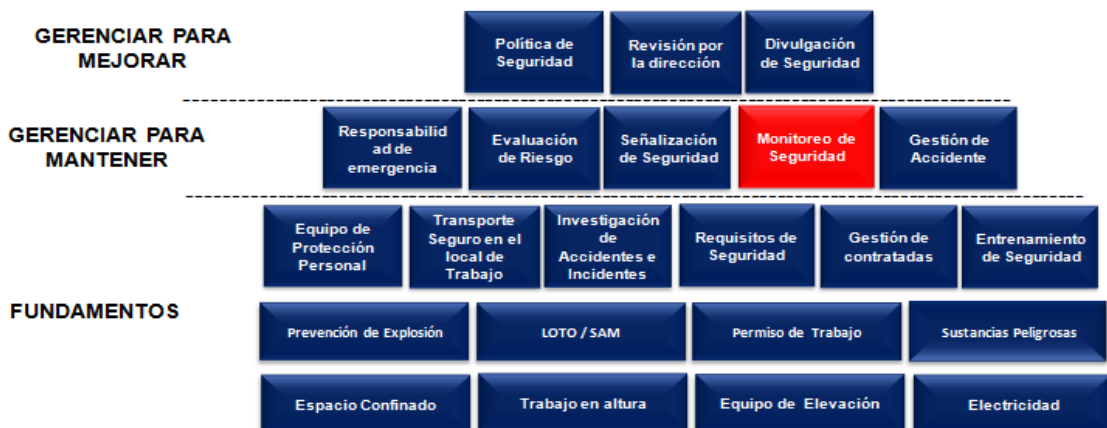 GERENCIAR PARA
MEJORAR
Política de
Seguridad
Revisión por
la dirección
Divulgación
de Seguridad
GERENCIAR PARA
MANTENER
Responsabilid
ad de
emergencia
Evaluación
de Riesgo
Señalización
de Seguridad
Monitoreo de
Seguridad
Gestión de
Accidente
Equipo de
Protección
Personal
Transporte
Seguro en el
local de
Trabajo
Investigación
de
Accidentes e
Incidentes
Requisitos de
Seguridad
Gestión de
contratadas
Entrenamiento
de Seguridad
FUNDAMENTOS
Prevención de Explosión
LOTO / SAM
Permiso de Trabajo
Sustancias Peligrosas
Espacio Confinado
Trabajo en altura
Equipo de Elevación
Electricidad